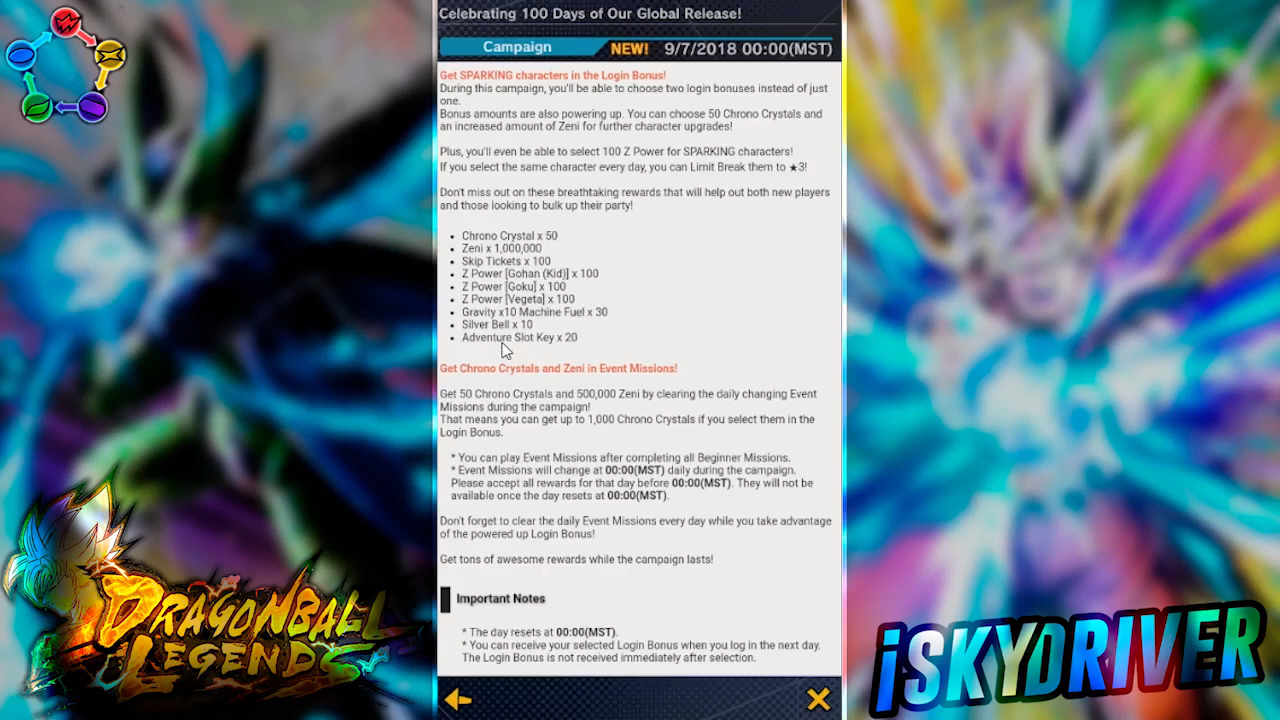 Celebrating 100 Days of Our Global Release!
Campaign NEW! 9/7/2018 00:00(MST)
Get SPARKING characters in the Login Bonus!
During this campaign, you'll be able to choose two login bonuses instead of just
one.
Bonus amounts are also powering up. You can choose 50 Chrono Crystals and
an increased amount of Zeni for further character upgrades!
Plus, you'll even be able to select 100 Z Power for SPARKING characters!
If you select the same character every day, you can Limit Break them to ★3!
Don't miss out on these breathtaking rewards that will help out both new players
and those looking to bulk up their party!
• Chrono Crystal x 50
• Zeni x 1,000,000
• Skip Tickets x 100
• Z Power [Gohan (Kid)] x 100
• Z Power [Goku] x 100
• Z Power [Vegeta] x 100
• Gravity x10 Machine Fuel x 30
• Silver Bell x 10
• Adventure Slot Key x 20
Get Chrono Crystals and Zeni in Event Missions!
Get 50 Chrono Crystals and 500,000 Zeni by clearing the daily changing Event
Missions during the campaign!
That means you can get up to 1,000 Chrono Crystals if you select them in the
Login Bonus.
* You can play Event Missions after completing all Beginner Missions.
* Event Missions will change at 00:00(MST) daily during the campaign.
Please accept all rewards for that day before 00:00(MST). They will not be
available once the day resets at 00:00(MST).
Don't forget to clear the daily Event Missions every day while you take advantage
of the powered up Login Bonus!
Get tons of awesome rewards while the campaign lasts!
Important Notes
* The day resets at 00:00(MST).
* You can receive your selected Login Bonus when you log in the next day.
The Login Bonus is not received immediately after selection.
DRAGONBALL
LEGENDS
iSKYDRIVER